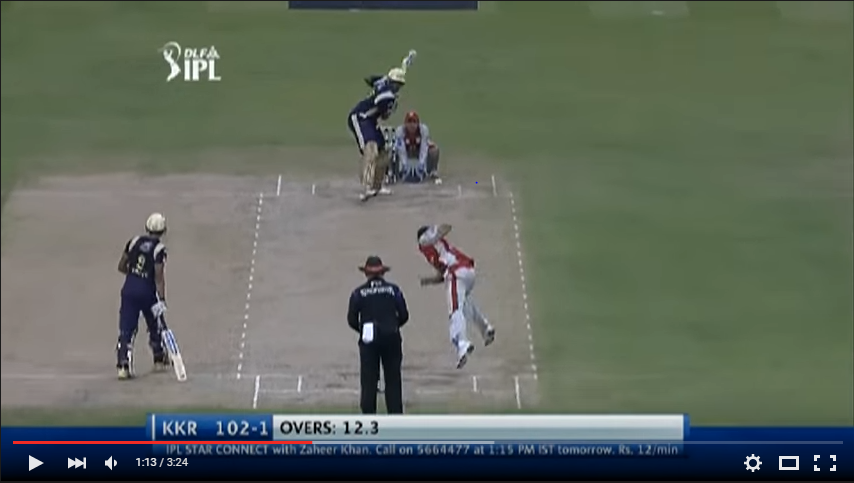 DLF
IPL
KKR 102-1 OVERS: 12.3
IPL STAR CONNECT with Zaheer Khan. Call on 5664477 at 1:15 PM IST tomorrow. Rs. 12/min
1:13 / 3:24